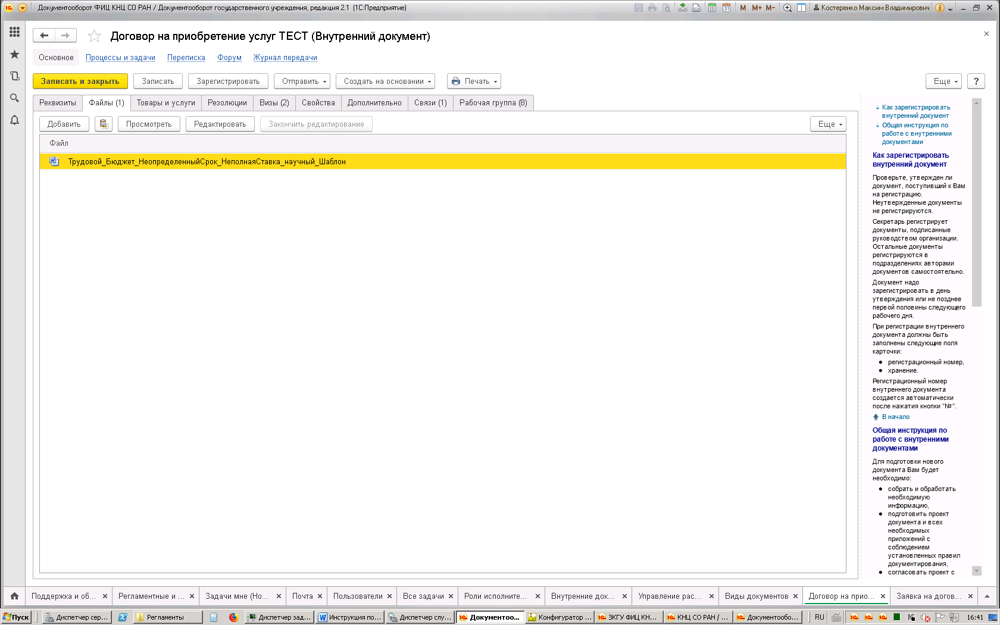 Документооборот ФИЦ КНЦ СО РАН / Документооборот государственного учреждения, редакция 2.1 (1С:Предприятие)
M M+ M- Костеренко Максим Владимирович
Договор на приобретение услуг ТЕСТ (Внутренний документ)
Основное Процессы и задачи Переписка Форум Журнал передачи
Записать и закрыть Записать Зарегистрировать Отправить Создать на основании Печать Еще ?
Реквизиты Файлы (1) Товары и услуги Резолюции Визы (2) Свойства Дополнительно Связи (1) Рабочая группа (8)
Добавить Просмотреть Редактировать Закончить редактирование Еще
Файл
Трудовой_Бюджет_НеопределенныйСрок_НеполнаяСтавка_научный_Шаблон
Как зарегистрировать
внутренний документ
Общая инструкция по
работе с внутренними
документами
Как зарегистрировать
внутренний документ
Проверьте, утвержден ли
документ, поступивший к Вам
на регистрацию.
Неутвержденные документы
не регистрируются.
Секретарь регистрирует
документы, подписанные
руководством организации.
Остальные документы
регистрируются в
подразделениях авторами
документов самостоятельно.
Документ надо
зарегистрировать в день
утверждения или не позднее
первой половины следующего
рабочего дня.
При регистрации внутреннего
документа должны быть
заполнены следующие поля
карточки:
● регистрационный номер,
● хранение.
Регистрационный номер
внутреннего документа
создается автоматически
после нажатия кнопки "№".
В начало
Общая инструкция по
работе с внутренними
документами
Для подготовки нового
документа Вам будет
необходимо:
● собрать и обработать
необходимую
информацию,
● подготовить проект
документа и всех
необходимых
приложений с
соблюдением
установленных правил
документирования,
● согласовать проект с
Поддержка и об... Регламентные и ... Задачи мне (Но... Почта Пользователи Все задачи Роли исполните... Внутренние док... Управление рас... Виды документов Договор на прио... Заявка на догов...
Пуск Диспетчер сер... Регламенты Диспетчер зад... Инструкция по... Диспетчер слу... Документоо... Конфигуратор ... ЗКГУ ФИЦ КН... КНЦ СО РАН / ... Документообо... RU 16:41